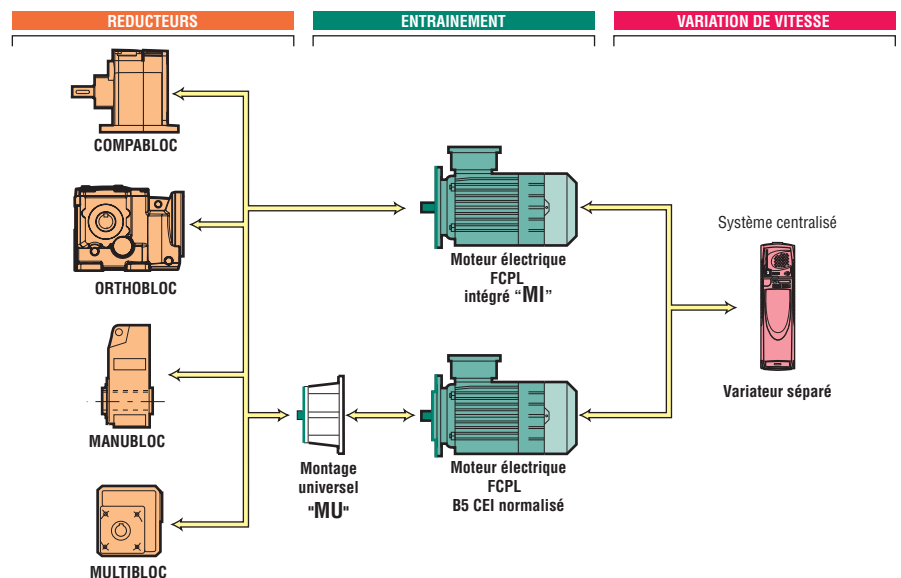 REDUCTEURS
ENTRAINEMENT
VARIATION DE VITESSE
COMPABLOC
ORTHOBLOC
MANUBLOC
MULTIBLOC
Montage
universel
"MU"
Moteur électrique
FCPL
intégré “MI”
Moteur électrique
FCPL
B5 CEI normalisé
Système centralisé
Variateur séparé